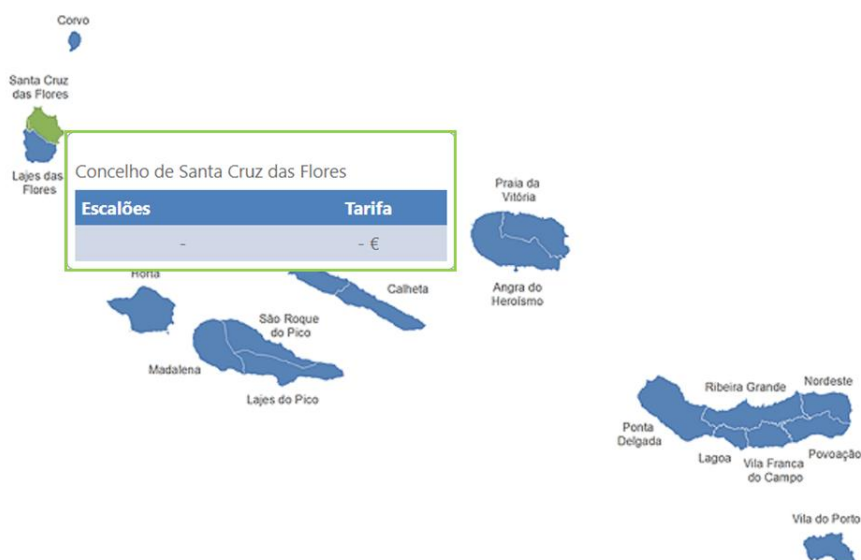 Corvo
Santa Cruz
das Flores
Lajes das
Flores
Concelho de Santa Cruz das Flores
Escalões Tarifa
- - €
Praia da
Vitória
Angra do
Heroísmo
Horta
Calheta
São Roque
do Pico
Madalena
Lajes do Pico
Ribeira Grande
Nordeste
Ponta
Delgada
Lagoa
Vila Franca
do Campo
Povoação
Vila do Porto